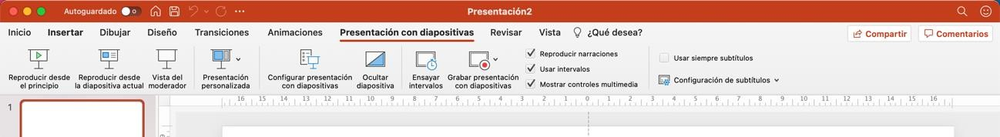 Autoguardado
Presentación2
Inicio Insertar Dibujar Diseño Transiciones Animaciones Presentación con diapositivas Revisar Vista ¿Qué desea? Compartir Comentarios
Reproducir desde
el principio
Reproducir desde
la diapositiva actual
Vista del
moderador
Presentación
personalizada
Configurar presentación
con diapositivas
Ocultar
diapositiva
Ensayar
intervalos
Grabar presentación
con diapositivas
Reproducir narraciones
Usar intervalos
Mostrar controles multimedia
Usar siempre subtítulos
Configuración de subtítulos
16 15 14 13 12 11 10 9 8 7 6 5 4 3 2 1 0 1 2 3 4 5 6 7 8 9 10 11 12 13 14 15 16
1